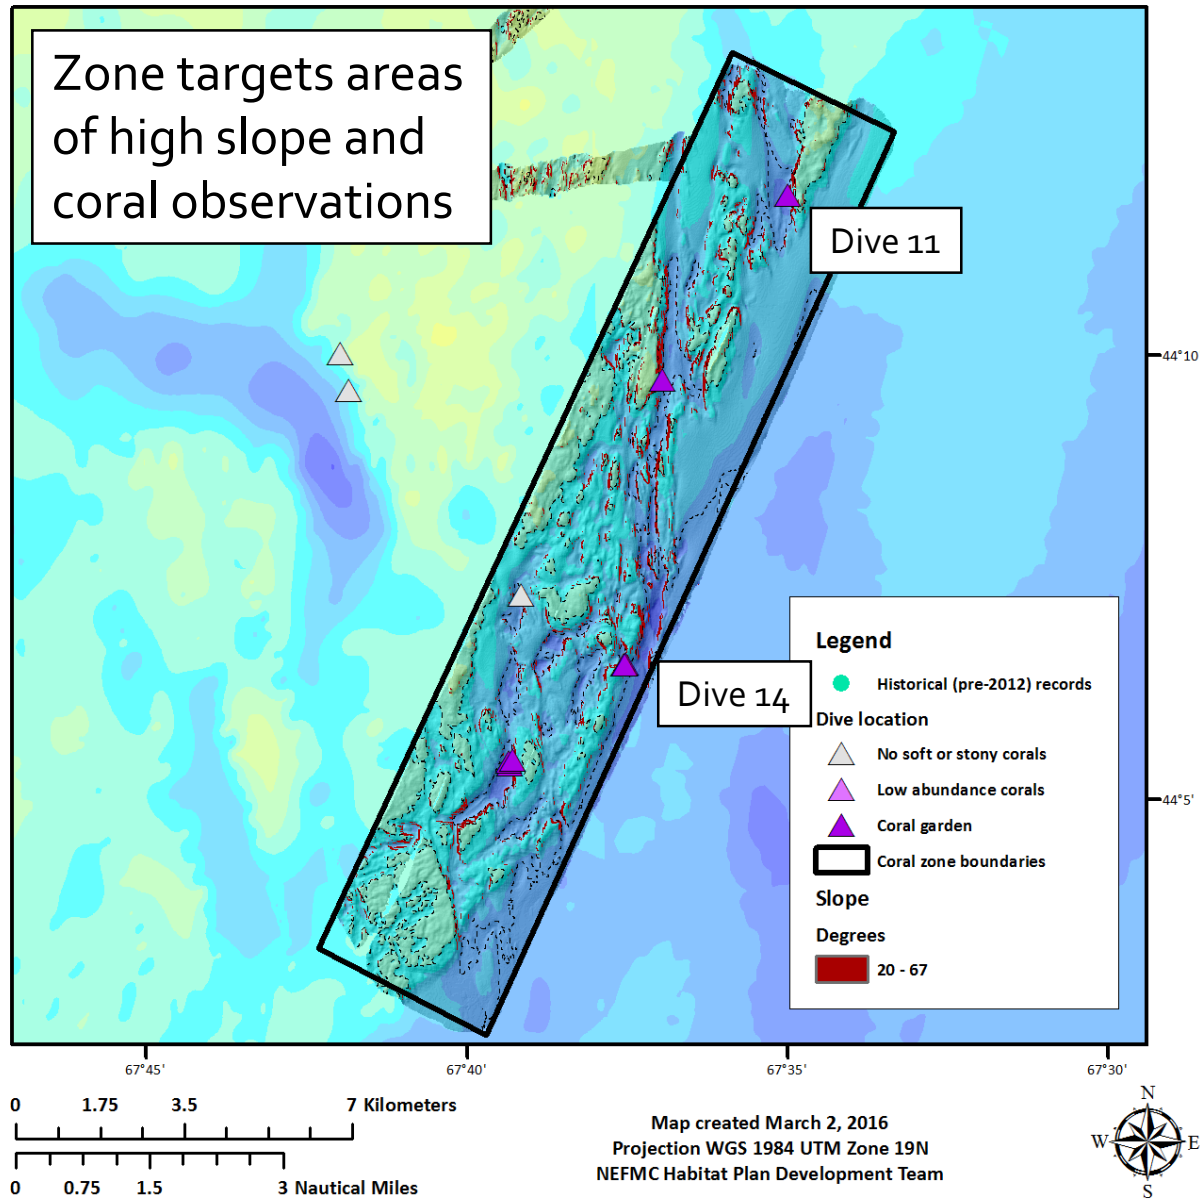 Zone targets areas
of high slope and
coral observations
Dive 11
44°10
Dive 14
Legend
Historical (pre-2012) records
Dive location
No soft or stony corals
Low abundance corals
Coral garden
Coral zone boundaries
Slope
Degrees
20 - 67
44°5'
67°45'
67°40'
67°35'
67°30'
0 1.75 3.5 7 Kilometers
0 0.75 1.5 3 Nautical Miles
Map created March 2, 2016
Projection WGS 1984 UTM Zone 19N
NEFMC Habitat Plan Development Team
N
W E
S